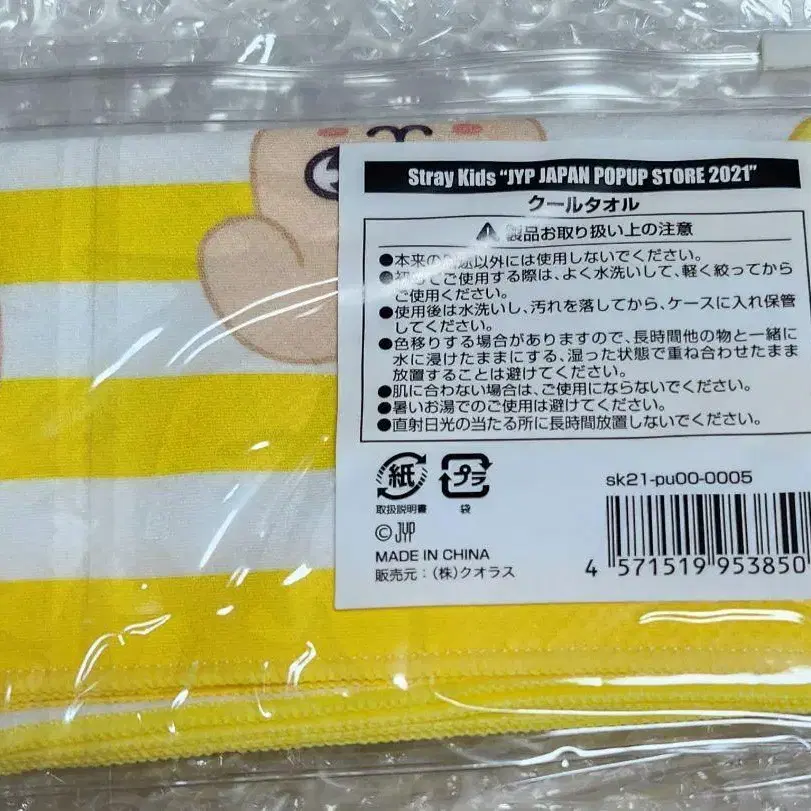 Stray Kids "JYP JAPAN POPUP STORE 2021"
クールタオル
製品お取り扱い上の注意
●本来の用途以外には使用しないでください。
●初めてご使用する際は、よく水洗いして、軽く絞ってから
ご使用ください。
●使用後は水洗いし、汚れを落してから、ケースに入れ保管
してください。
●色移りする場合がありますので、長時間他の物と一緒に
水に浸けたままにする、湿った状態で重ね合わせたまま
放置することは避けてください。
●肌に合わない場合は、ご使用にならないでください。
●暑いお湯でのご使用は避けてください。
●直射日光の当たる所に長時間放置しないでください。
紙
プラ
取扱説明書
袋
sk21-pu00-0005
©JYP
MADE IN CHINA
販売元：(株)クオラス
4 571519 953850